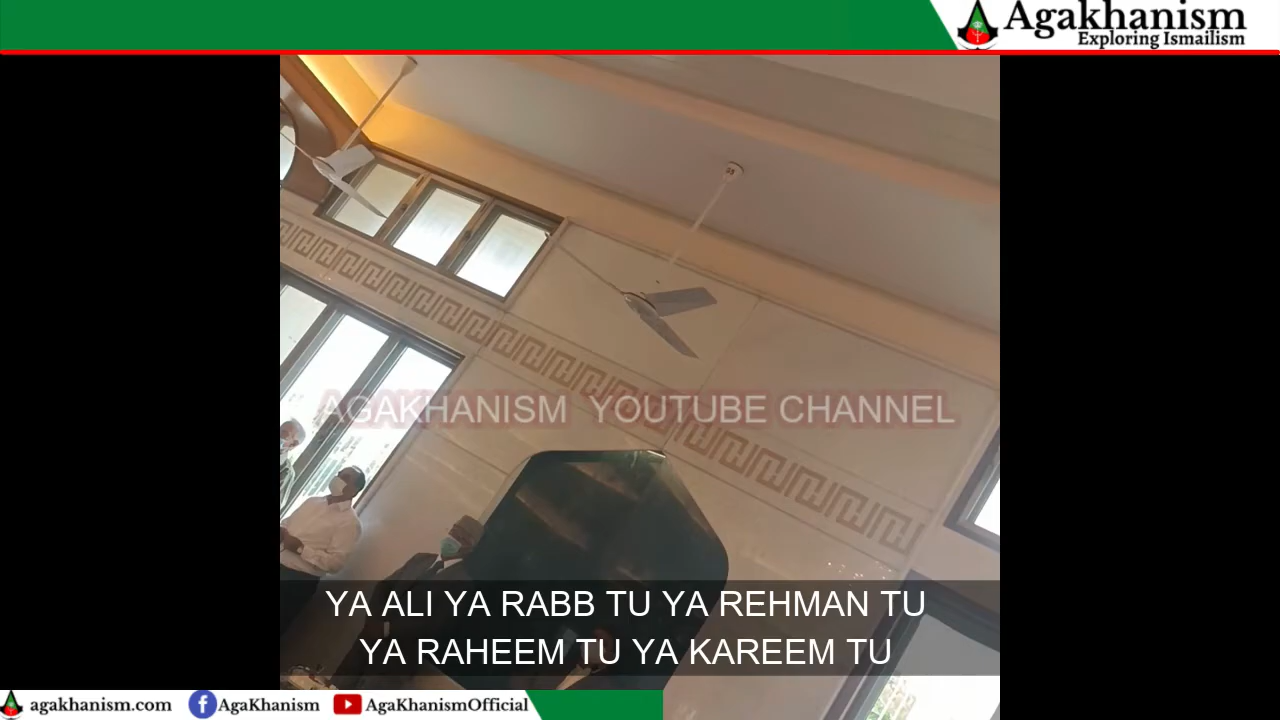 Agakhanism
Exploring Ismailism
AGAKHANISM YOUTUBE CHANNEL
YA ALI YA RABB TU YA REHMAN TU
YA RAHEEM TU YA KAREEM TU
agakhanism.com
AgaKhanism
AgaKhanismOfficial